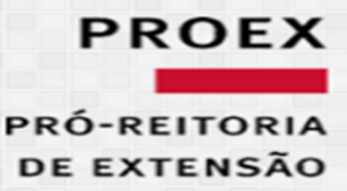 PROEX
PRÓ-REITORIA
DE EXTENSÃO